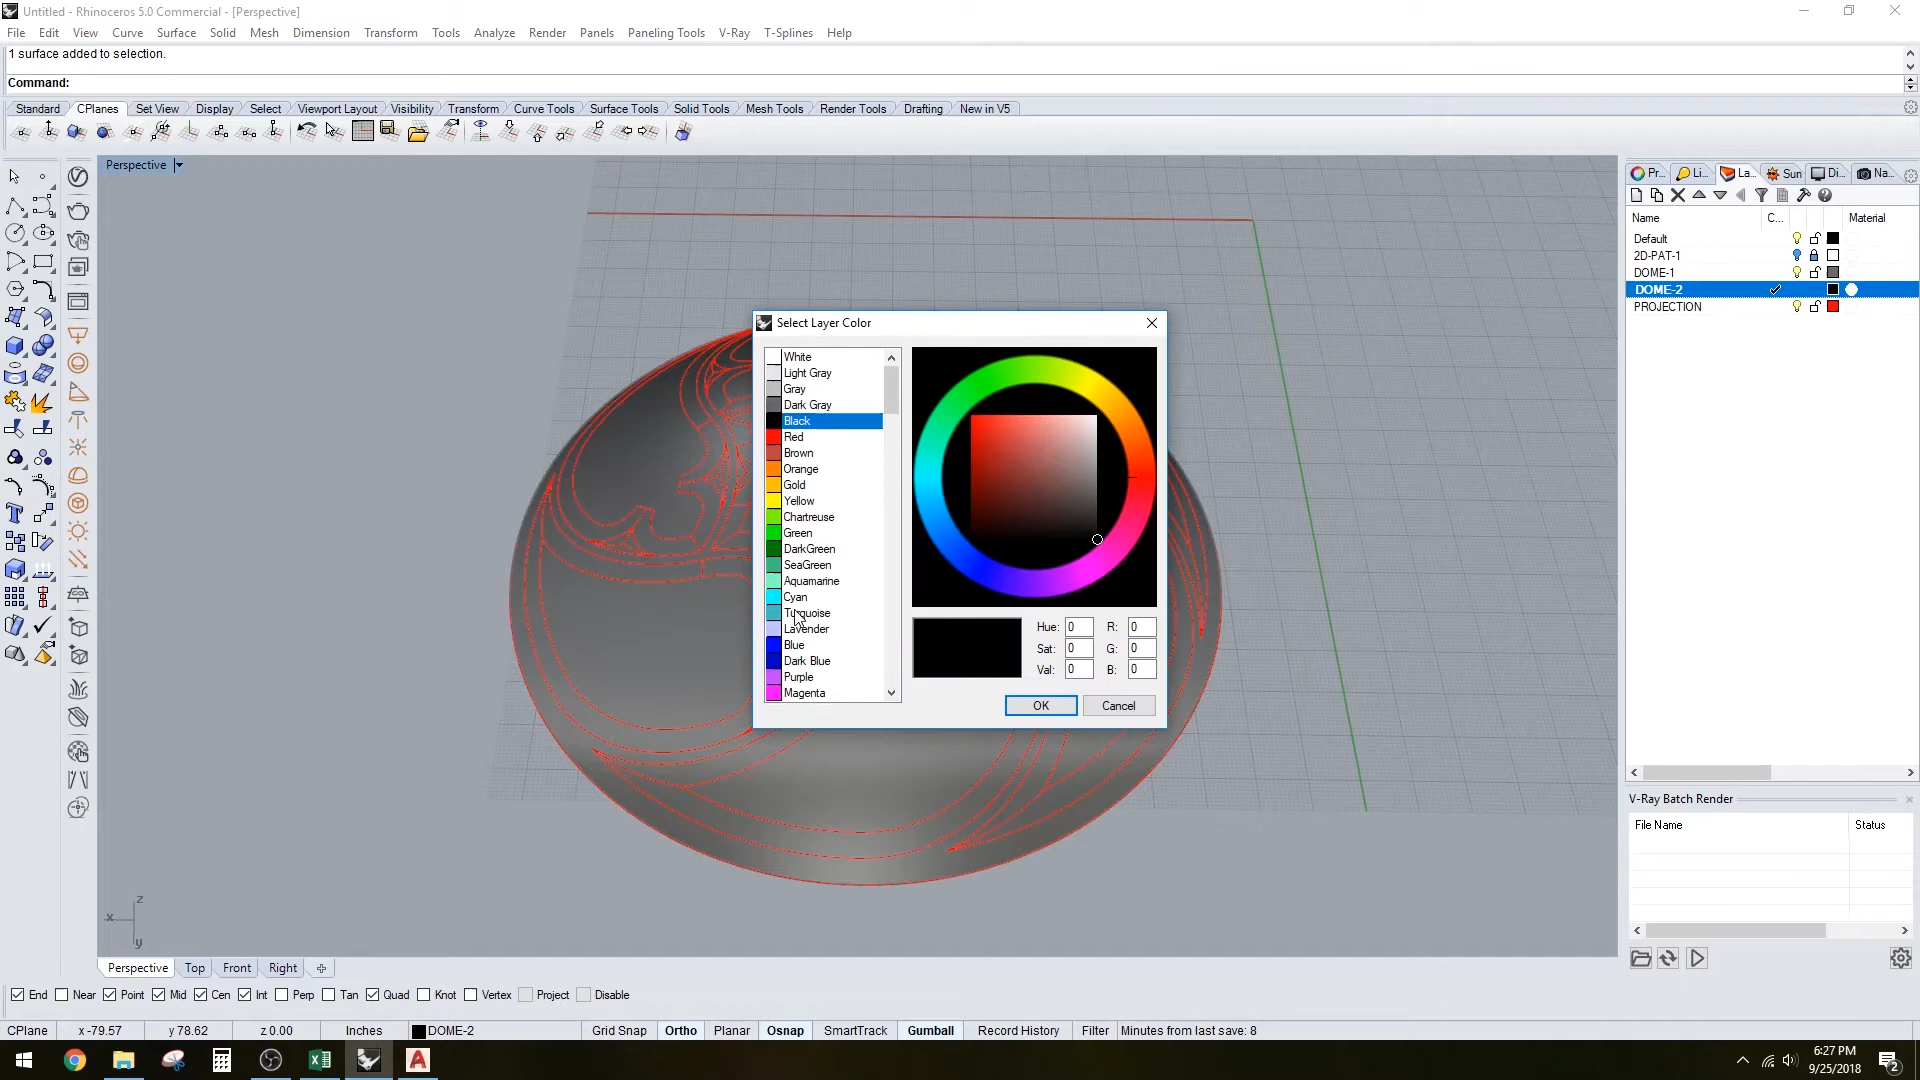 Untitled - Rhinoceros 5.0 Commercial - [Perspective]
File Edit View Curve Surface Solid Mesh Dimension Transform Tools Analyze Render Panels Paneling Tools V-Ray T-Splines Help
1 surface added to selection.
Command:
Standard CPlanes Set View Display Select Viewport Layout Visibility Transform Curve Tools Surface Tools Solid Tools Mesh Tools Render Tools Drafting New in V5
Perspective
Pr... Li... La... Sun Di... Na...
Name C... Material
Default
2D-PAT-1
DOME-1
DOME-2
PROJECTION
Select Layer Color
White
Light Gray
Gray
Dark Gray
Black
Red
Brown
Orange
Gold
Yellow
Chartreuse
Green
DarkGreen
SeaGreen
Aquamarine
Cyan
Turquoise
Lavender
Blue
Dark Blue
Purple
Magenta
Hue: 0 R: 0
Sat: 0 G: 0
Val: 0 B: 0
OK Cancel
V-Ray Batch Render
File Name Status
z
x
y
Perspective Top Front Right
End Near Point Mid Cen Int Perp Tan Quad Knot Vertex Project Disable
CPlane x -79.57 y 78.62 z 0.00 Inches DOME-2 Grid Snap Ortho Planar Osnap SmartTrack Gumball Record History Filter Minutes from last save: 8
6:27 PM
9/25/2018
2